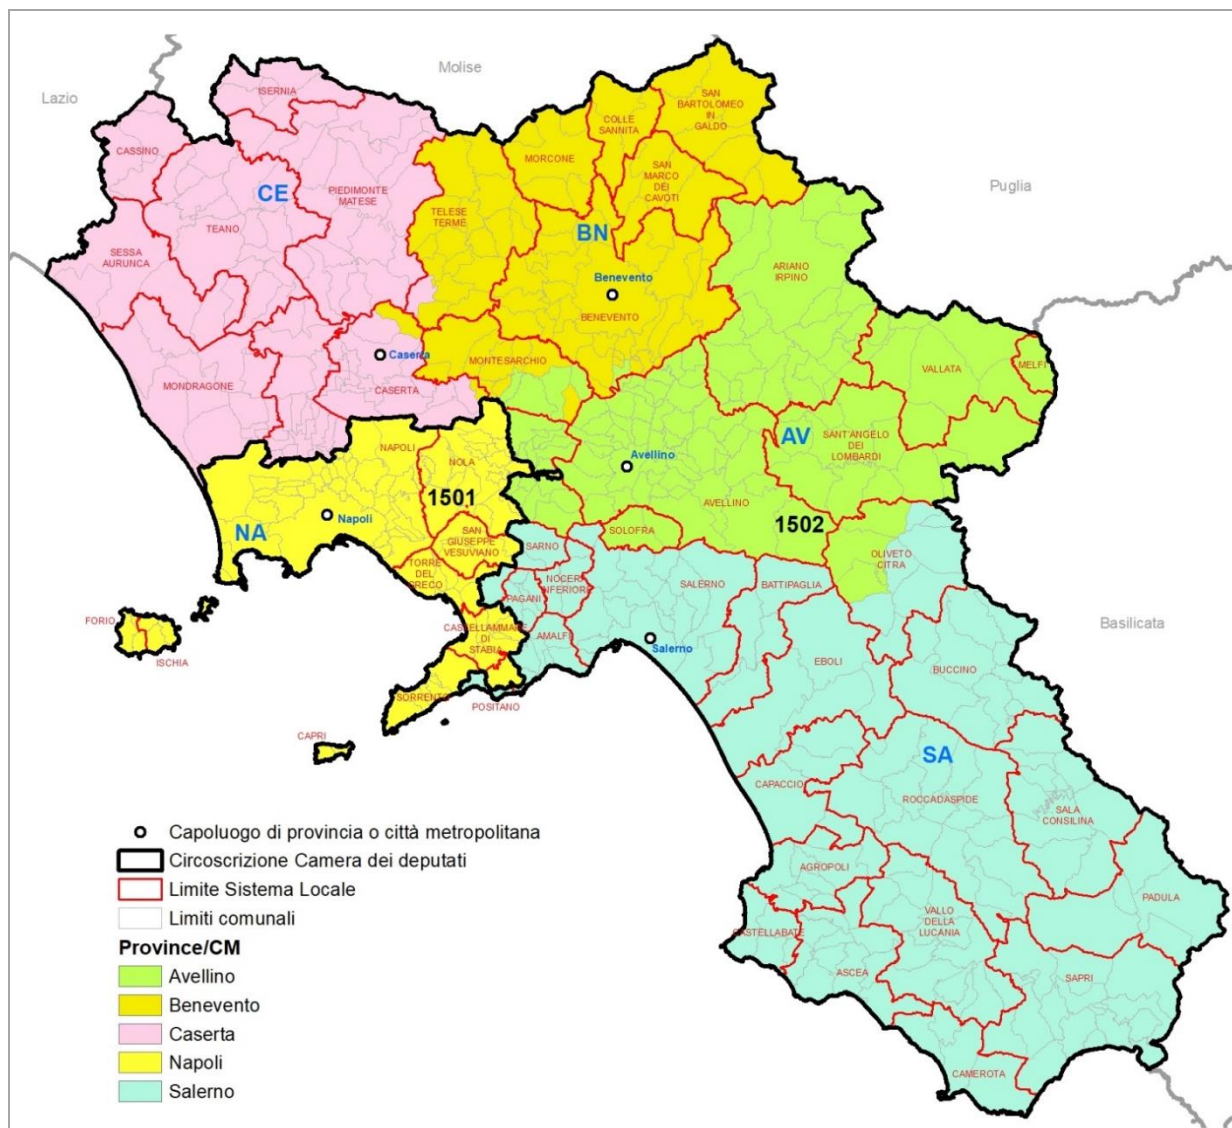 Molise
Lazio
Puglia
Basilicata
ISERNIA
CASSINO
CE
PIEDIMONTE
MATESE
TEANO
SESSA
AURUNCA
MONDRAGONE
Caserta
CASERTA
COLLE
SANNITA
SAN
BARTOLOMEO
IN
GALDO
MORCONE
SAN
MARCO
DEI
CAVOTI
TELESE
TERME
BN
Benevento
BENEVENTO
MONTESARCHIO
ARIANO
IRPINO
VALLATA
MELFI
AV
SANT'ANGELO
DEI
LOMBARDI
Avellino
AVELLINO
1502
SOLOFRA
NAPOLI
NOLA
1501
NA
Napoli
SAN
GIUSEPPE
VESUVIANO
TORRE
DEL
GRECO
CASTELLAMMARE
DI
STABIA
SORRENTO
POSITANO
FORIO
ISCHIA
CAPRI
SARNO
NOCERA
INFERIORE
PAGANI
AMALFI
SALERNO
Salerno
BATTIPAGLIA
OLIVETO
CITRA
EBOLI
BUCCINO
SA
CAPACCIO
ROCCADASPIDE
SALA
CONSILINA
AGROPOLI
PADULA
VALLO
DELLA
LUCANIA
CASTELLABATE
ASCEA
SAPRI
CAMEROTA
Capoluogo di provincia o città metropolitana
Circoscrizione Camera dei deputati
Limite Sistema Locale
Limiti comunali
Province/CM
Avellino
Benevento
Caserta
Napoli
Salerno